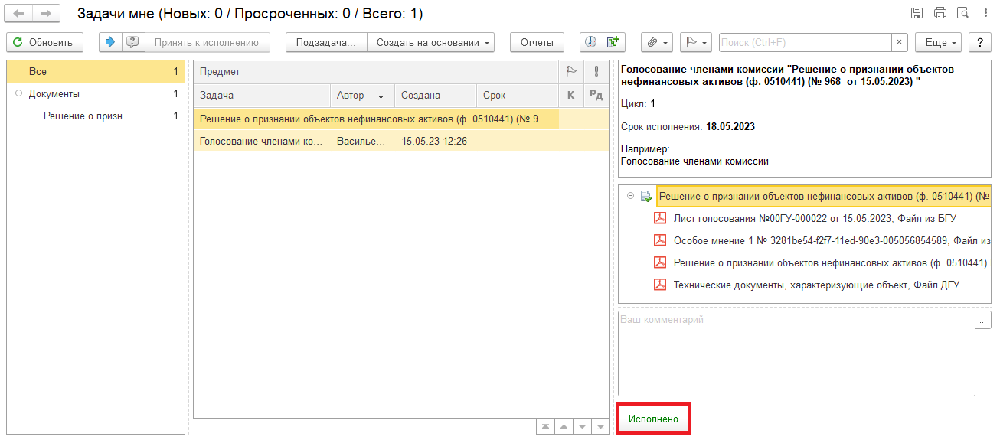 Задачи мне (Новых: 0 / Просроченных: 0 / Всего: 1)
Обновить
Принять к исполнению
Подзадача...
Создать на основании
Отчеты
Поиск (Ctrl+F)
×
Еще
?
Все 1
Документы 1
Решение о призн... 1
Предмет
Задача Автор ↓ Создана Срок К Рд
Решение о признании объектов нефинансовых активов (ф. 0510441) (№ 9...
Голосование членами ко... Василье... 15.05.23 12:26
Голосование членами комиссии "Решение о признании объектов
нефинансовых активов (ф. 0510441) (№ 968- от 15.05.2023) "
Цикл: 1
Срок исполнения: 18.05.2023
Например:
Голосование членами комиссии
Решение о признании объектов нефинансовых активов (ф. 0510441) (№
Лист голосования №00ГУ-000022 от 15.05.2023, Файл из БГУ
Особое мнение 1 № 3281be54-f2f7-11ed-90e3-005056854589, Файл из
Решение о признании объектов нефинансовых активов (ф. 0510441)
Технические документы, характеризующие объект, Файл ДГУ
Ваш комментарий
...
Исполнено